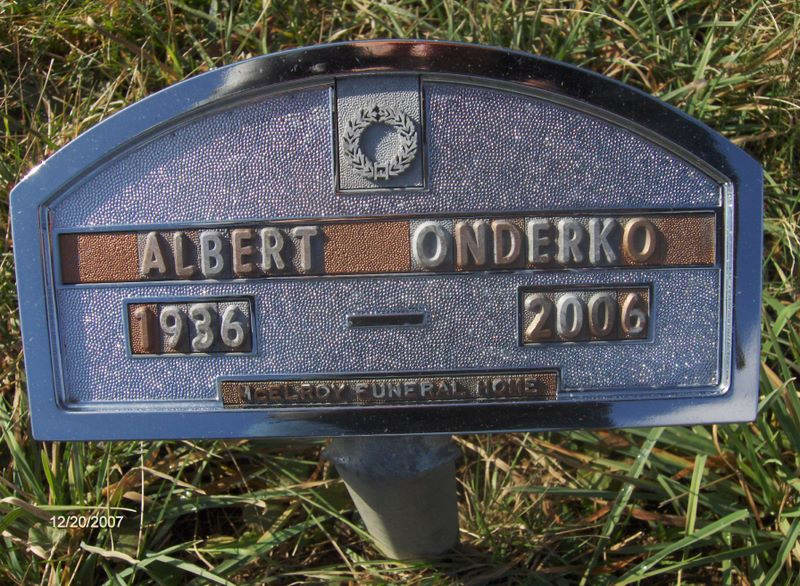 ALBERT ONDERKO
1936 — 2006
MCELROY FUNERAL HOME
12/20/2007